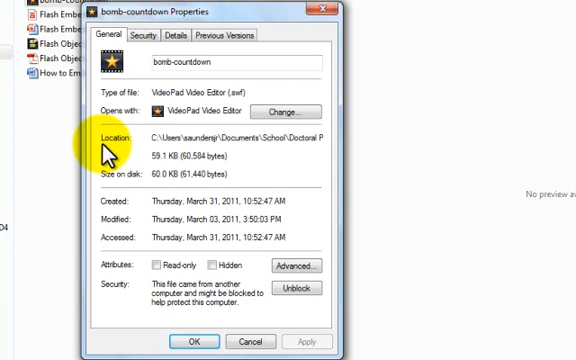 bomb-countdown
Flash Embe
Flash Embe
Flash Objec
Flash Objec
How to Em
D4
bomb-countdown Properties
General Security Details Previous Versions
bomb-countdown
Type of file: VideoPad Video Editor (.swf)
Opens with: VideoPad Video Editor Change...
Location: C:\Users\saundersjr\Documents\School\Doctoral P
59.1 KB (60,584 bytes)
Size on disk: 60.0 KB (61,440 bytes)
Created: Thursday, March 31, 2011, 10:52:47 AM
Modified: Thursday, March 03, 2011, 3:50:03 PM
Accessed: Thursday, March 31, 2011, 10:52:47 AM
Attributes: Read-only Hidden Advanced...
Security: This file came from another
computer and might be blocked to
help protect this computer.
Unblock
OK Cancel Apply
No preview av